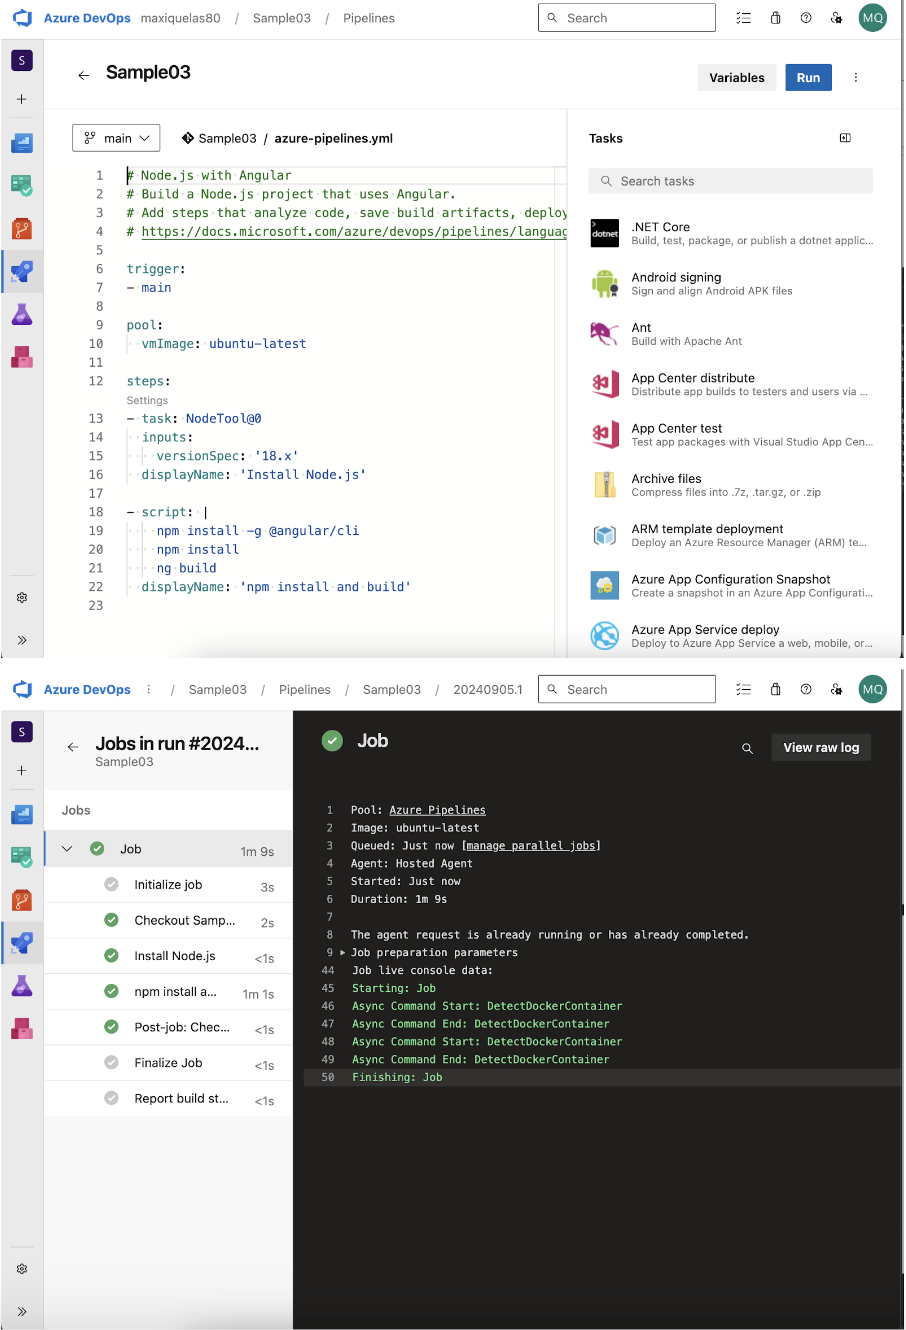 Azure DevOps maxiquelas80 / Sample03 / Pipelines Search MQ
S
← Sample03 Variables Run
main Sample03 / azure-pipelines.yml
1 # Node.js with Angular
2 # Build a Node.js project that uses Angular.
3 # Add steps that analyze code, save build artifacts, deploy
4 # https://docs.microsoft.com/azure/devops/pipelines/languag
5
6 trigger:
7 - main
8
9 pool:
10 vmImage: ubuntu-latest
11
12 steps:
Settings
13 - task: NodeTool@0
14 inputs:
15 versionSpec: '18.x'
16 displayName: 'Install Node.js'
17
18 - script: |
19 npm install -g @angular/cli
20 npm install
21 ng build
22 displayName: 'npm install and build'
23
Tasks
Search tasks
dotnet
.NET Core
Build, test, package, or publish a dotnet applic...
Android signing
Sign and align Android APK files
Ant
Build with Apache Ant
App Center distribute
Distribute app builds to testers and users via ...
App Center test
Test app packages with Visual Studio App Cen...
Archive files
Compress files into .7z, .tar.gz, or .zip
ARM template deployment
Deploy an Azure Resource Manager (ARM) te...
Azure App Configuration Snapshot
Create a snapshot in an Azure App Configurati...
Azure App Service deploy
Deploy to Azure App Service a web, mobile, or...
Azure DevOps / Sample03 / Pipelines / Sample03 / 20240905.1 Search MQ
S
← Jobs in run #2024...
Sample03
Jobs
Job 1m 9s
Initialize job 3s
Checkout Samp... 2s
Install Node.js <1s
npm install a... 1m 1s
Post-job: Chec... <1s
Finalize Job <1s
Report build st... <1s
Job
View raw log
1 Pool: Azure Pipelines
2 Image: ubuntu-latest
3 Queued: Just now [manage parallel jobs]
4 Agent: Hosted Agent
5 Started: Just now
6 Duration: 1m 9s
7
8 The agent request is already running or has already completed.
9 Job preparation parameters
44 Job live console data:
45 Starting: Job
46 Async Command Start: DetectDockerContainer
47 Async Command End: DetectDockerContainer
48 Async Command Start: DetectDockerContainer
49 Async Command End: DetectDockerContainer
50 Finishing: Job